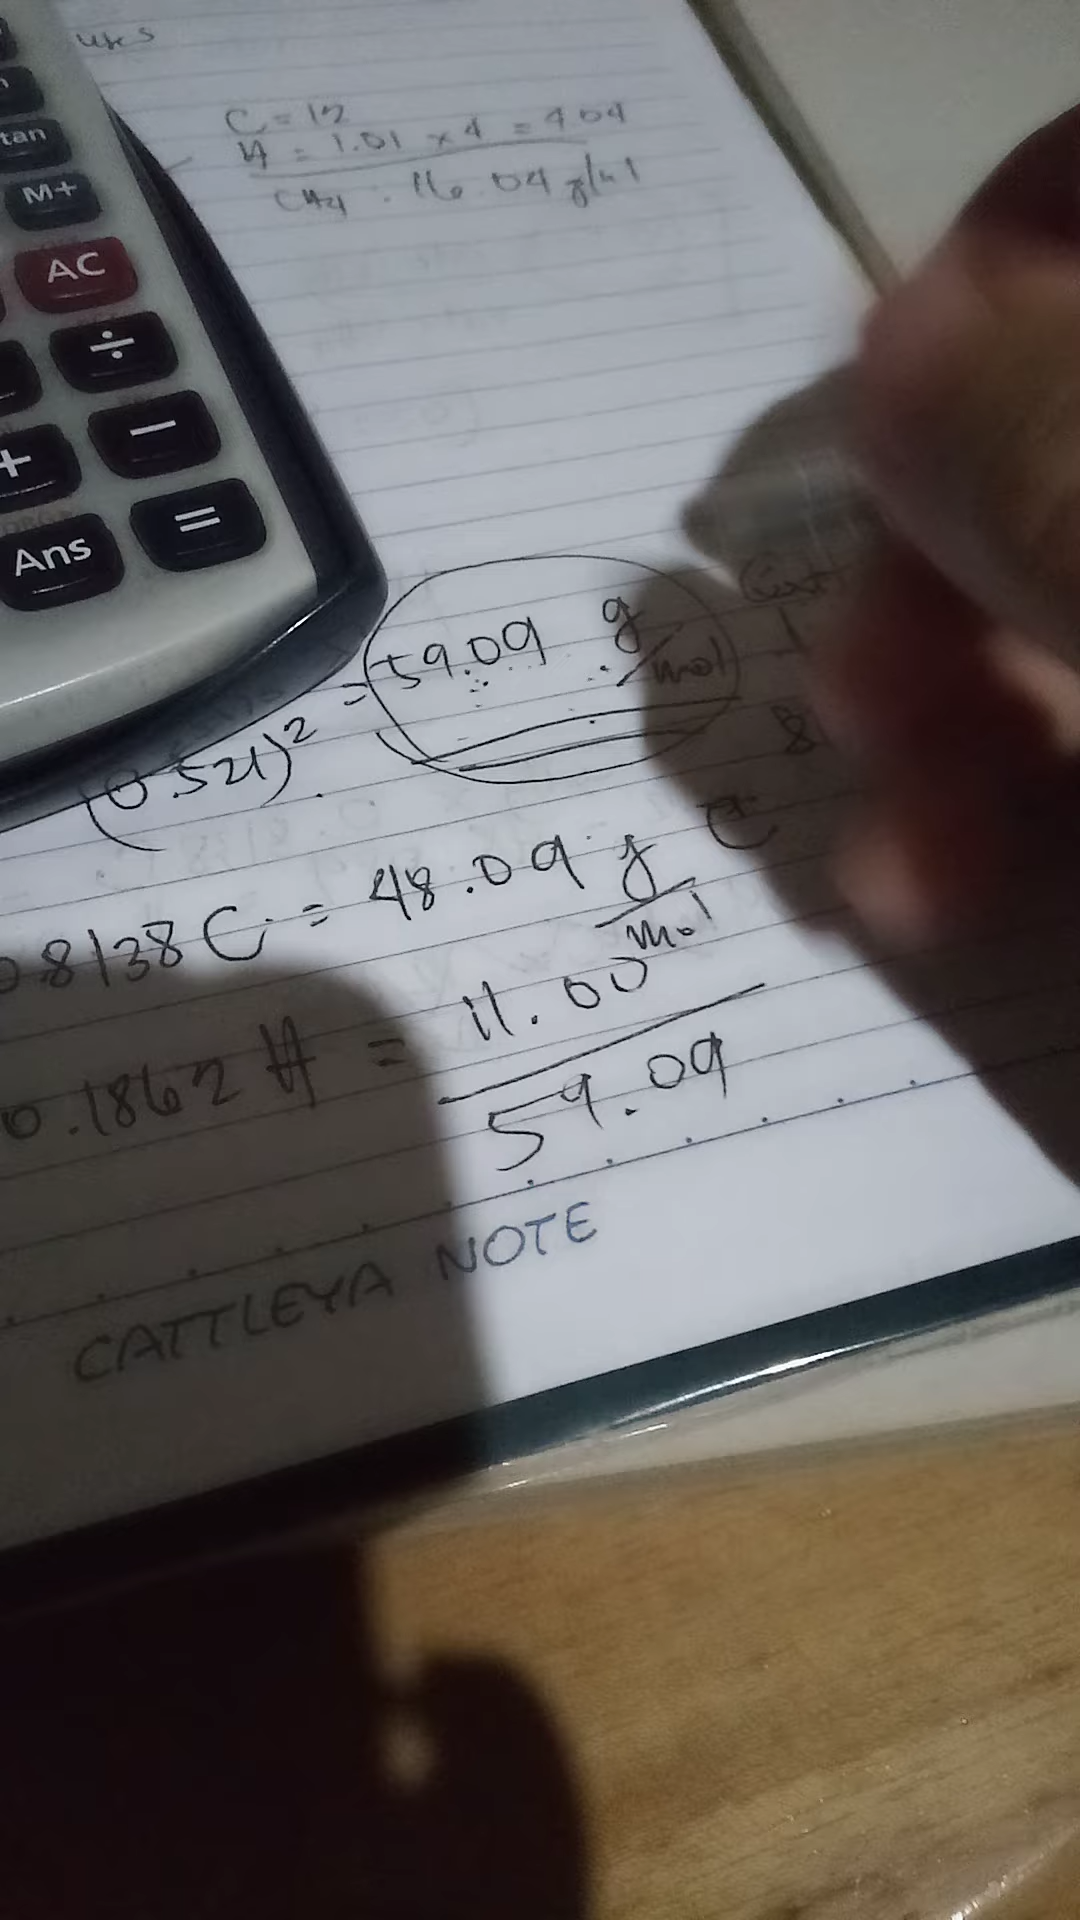 C = 12
H = 1.01 x 4 = 4.04
CH4 : 16.04 g/mol
tan
M+
AC
÷
+
−
Ans
=
(0.521)² = 59.09 g/mol
8
0.8138 C = 48.09 g/mol C
0.1862 H = 11.00
59.09
CATTLEYA NOTE